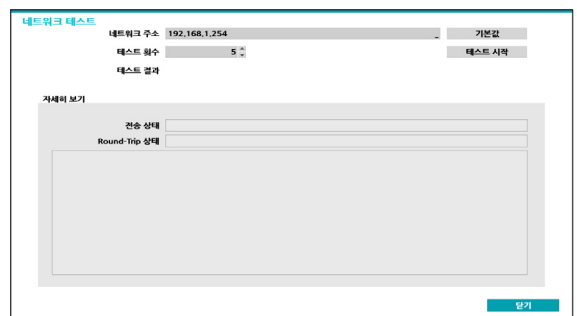 네트워크 테스트
네트워크 주소 192,168,1,254 기본값
테스트 횟수 5 테스트 시작
테스트 결과
자세히 보기
전송 상태
Round-Trip 상태
닫기